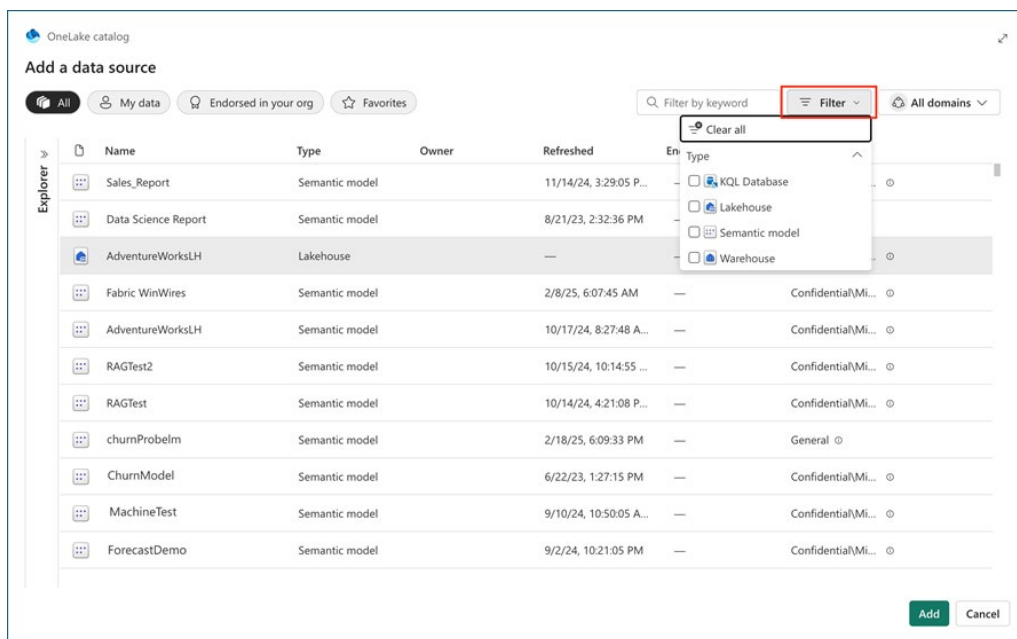 OneLake catalog
Add a data source
All My data Endorsed in your org Favorites Filter by keyword Filter All domains
Clear all
Explorer
Name Type Owner Refreshed En
Type
Sales_Report Semantic model 11/14/24, 3:29:05 P... — KQL Database
Data Science Report Semantic model 8/21/23, 2:32:36 PM — Lakehouse
Semantic model
AdventureWorksLH Lakehouse — — Warehouse
Fabric WinWires Semantic model 2/8/25, 6:07:45 AM — Confidential\Mi...
AdventureWorksLH Semantic model 10/17/24, 8:27:48 A... — Confidential\Mi...
RAGTest2 Semantic model 10/15/24, 10:14:55 ... — Confidential\Mi...
RAGTest Semantic model 10/14/24, 4:21:08 P... — Confidential\Mi...
churnProbelm Semantic model 2/18/25, 6:09:33 PM — General
ChurnModel Semantic model 6/22/23, 1:27:15 PM — Confidential\Mi...
MachineTest Semantic model 9/10/24, 10:50:05 A... — Confidential\Mi...
ForecastDemo Semantic model 9/2/24, 10:21:05 PM — Confidential\Mi...
Add Cancel